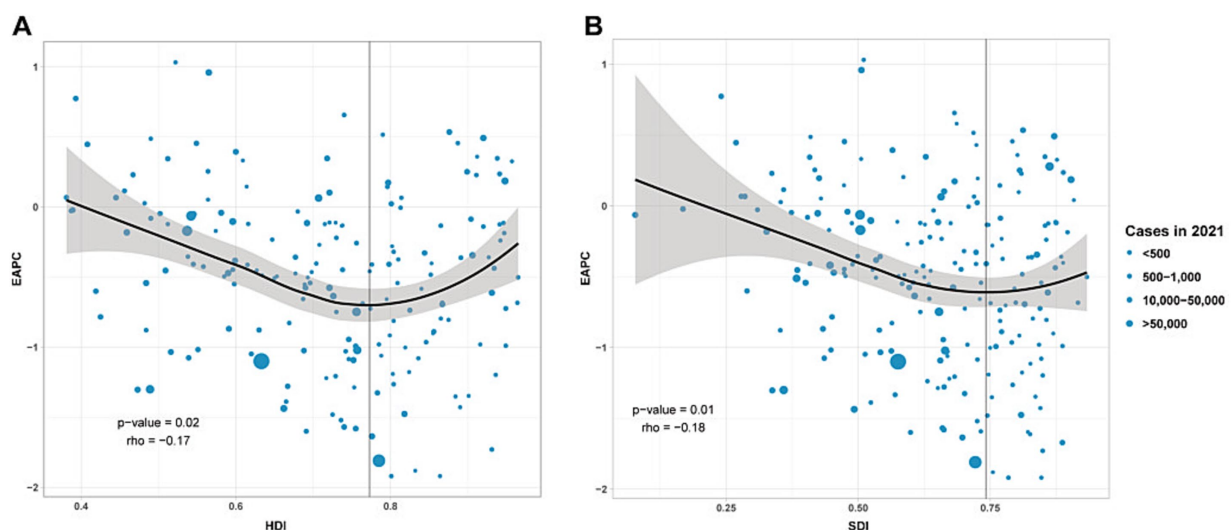 A
EAPC
1
0
−1
−2
p−value = 0.02
rho = −0.17
0.4
0.6
0.8
HDI
B
EAPC
1
0
−1
−2
p−value = 0.01
rho = −0.18
0.25
0.50
0.75
SDI
Cases in 2021
<500
500−1,000
10,000−50,000
>50,000